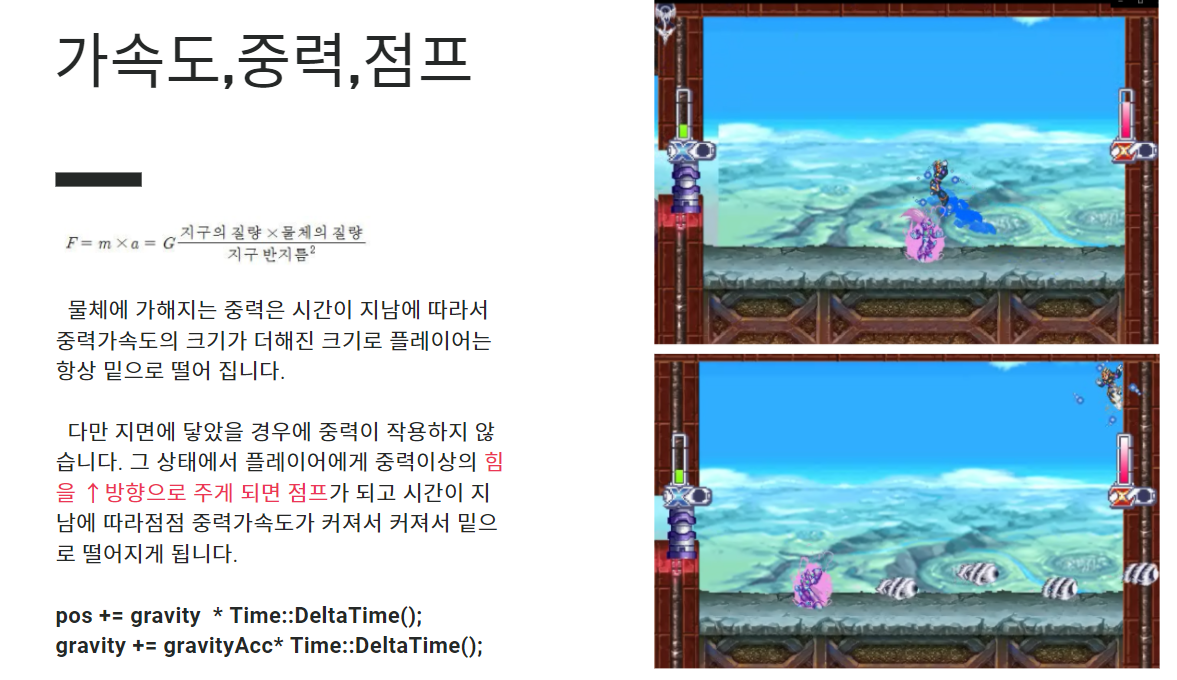 가속도,중력,점프
F = m × a = G 지구의 질량 ×물체의 질량 / 지구 반지름²
물체에 가해지는 중력은 시간이 지남에 따라서
중력가속도의 크기가 더해진 크기로 플레이어는
항상 밑으로 떨어 집니다.
다만 지면에 닿았을 경우에 중력이 작용하지 않
습니다. 그 상태에서 플레이어에게 중력이상의 힘
을 ↑방향으로 주게 되면 점프가 되고 시간이 지
남에 따라점점 중력가속도가 커져서 커져서 밑으
로 떨어지게 됩니다.
pos += gravity * Time::DeltaTime();
gravity += gravityAcc* Time::DeltaTime();